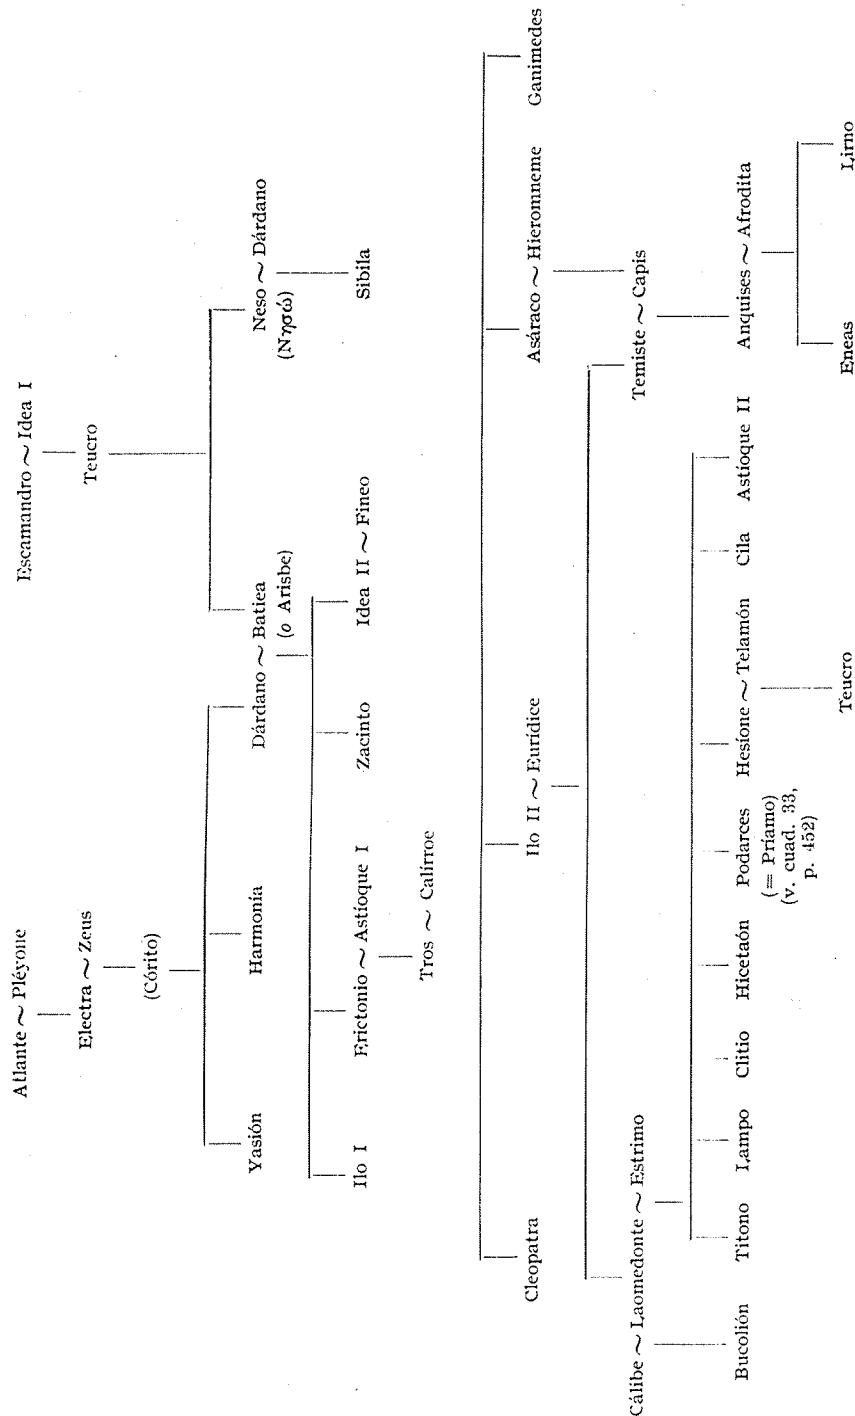 Escamandro ~ Idea I
Atlante ~ Pléyone
Teucro
Electra ~ Zeus
(Córito)
Yasión Harmonía Dárdano ~ Batiea Neso ~ Dárdano
(o Arisbe) (Νησώ)
Ilo I Erictonio ~ Astíoque I Zacinto Idea II ~ Fineo Sibila
Tros ~ Calírroe
Cleopatra Ilo II ~ Eurídice Asáraco ~ Hieromneme Ganimedes
Cálibe ~ Laomedonte ~ Estrimo Temiste ~ Capis
Bucolión Titono Lampo Clitio Hicetaón Podarces Hesíone ~ Telamón Cila Astíoque II Anquises ~ Afrodita
(= Príamo)
(v. cuad. 33,
p. 452)
Teucro Eneas Lirno